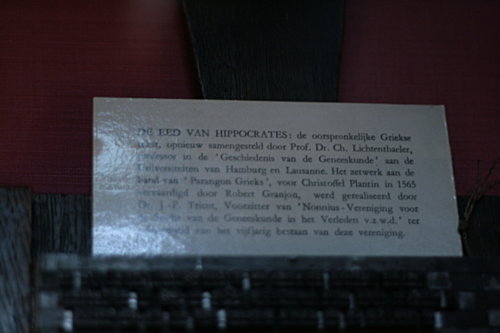 DE EED VAN HIPPOCRATES: de oorspronkelijke Griekse
tekst, opnieuw samengesteld door Prof. Dr. Ch. Lichtenthaeler,
professor in de 'Geschiedenis van de Geneeskunde' aan de
Universiteiten van Hamburg en Lausanne. Het zetwerk aan de
hand van 'Parangon Grieks', voor Christoffel Plantin in 1565
vervaardigd door Robert Granjon, werd gerealiseerd door
Dr. J.-P. Tricot, Voorzitter van 'Nonnius-Vereniging voor
van de Geneeskunde in het Verleden v.z.w.d.' ter
van het vijfjarig bestaan van deze vereniging.